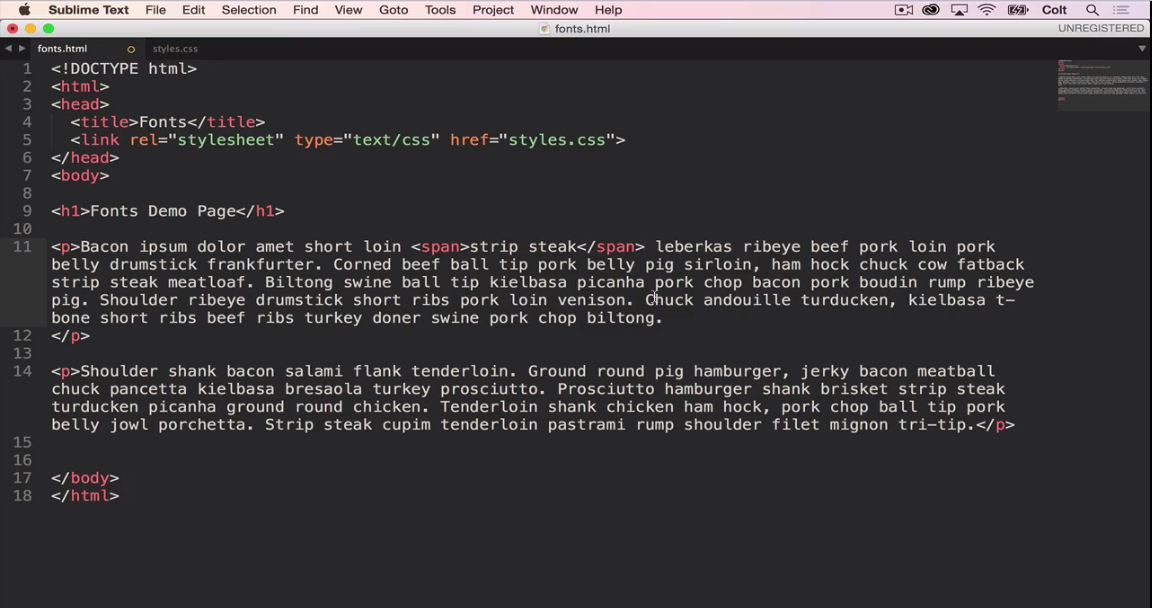 Sublime Text File Edit Selection Find View Goto Tools Project Window Help Colt
fonts.html UNREGISTERED
fonts.html styles.css
1 <!DOCTYPE html>
2 <html>
3 <head>
4 <title>Fonts</title>
5 <link rel="stylesheet" type="text/css" href="styles.css">
6 </head>
7 <body>
8
9 <h1>Fonts Demo Page</h1>
10
11 <p>Bacon ipsum dolor amet short loin <span>strip steak</span> leberkas ribeye beef pork loin pork
belly drumstick frankfurter. Corned beef ball tip pork belly pig sirloin, ham hock chuck cow fatback
strip steak meatloaf. Biltong swine ball tip kielbasa picanha pork chop bacon pork boudin rump ribeye
pig. Shoulder ribeye drumstick short ribs pork loin venison. Chuck andouille turducken, kielbasa t-
bone short ribs beef ribs turkey doner swine pork chop biltong.
12 </p>
13
14 <p>Shoulder shank bacon salami flank tenderloin. Ground round pig hamburger, jerky bacon meatball
chuck pancetta kielbasa bresaola turkey prosciutto. Prosciutto hamburger shank brisket strip steak
turducken picanha ground round chicken. Tenderloin shank chicken ham hock, pork chop ball tip pork
belly jowl porchetta. Strip steak cupim tenderloin pastrami rump shoulder filet mignon tri-tip.</p>
15
16
17 </body>
18 </html>